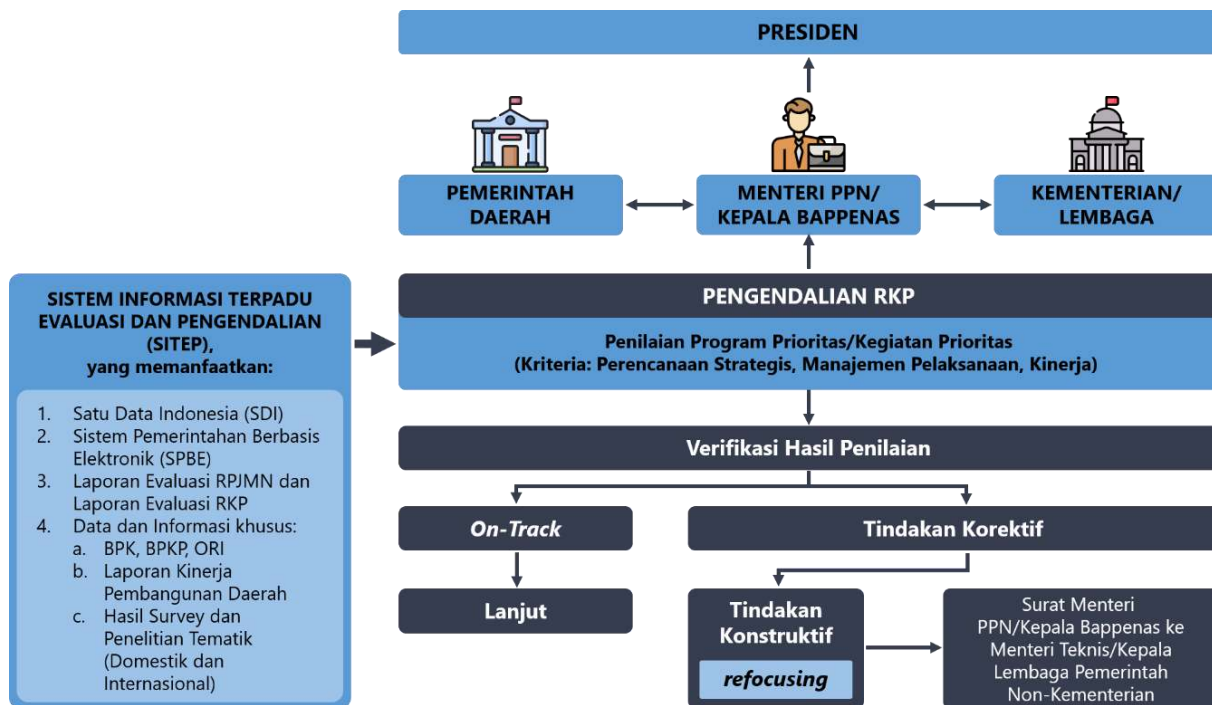 PRESIDEN
PEMERINTAH
DAERAH
MENTERI PPN/
KEPALA BAPPENAS
KEMENTERIAN/
LEMBAGA
SISTEM INFORMASI TERPADU
EVALUASI DAN PENGENDALIAN
(SITEP),
yang memanfaatkan:
1. Satu Data Indonesia (SDI)
2. Sistem Pemerintahan Berbasis
Elektronik (SPBE)
3. Laporan Evaluasi RPJMN dan
Laporan Evaluasi RKP
4. Data dan Informasi khusus:
a. BPK, BPKP, ORI
b. Laporan Kinerja
Pembangunan Daerah
c. Hasil Survey dan
Penelitian Tematik
(Domestik dan
Internasional)
PENGENDALIAN RKP
Penilaian Program Prioritas/Kegiatan Prioritas
(Kriteria: Perencanaan Strategis, Manajemen Pelaksanaan, Kinerja)
Verifikasi Hasil Penilaian
On-Track
Tindakan Korektif
Lanjut
Tindakan
Konstruktif
refocusing
Surat Menteri
PPN/Kepala Bappenas ke
Menteri Teknis/Kepala
Lembaga Pemerintah
Non-Kementerian